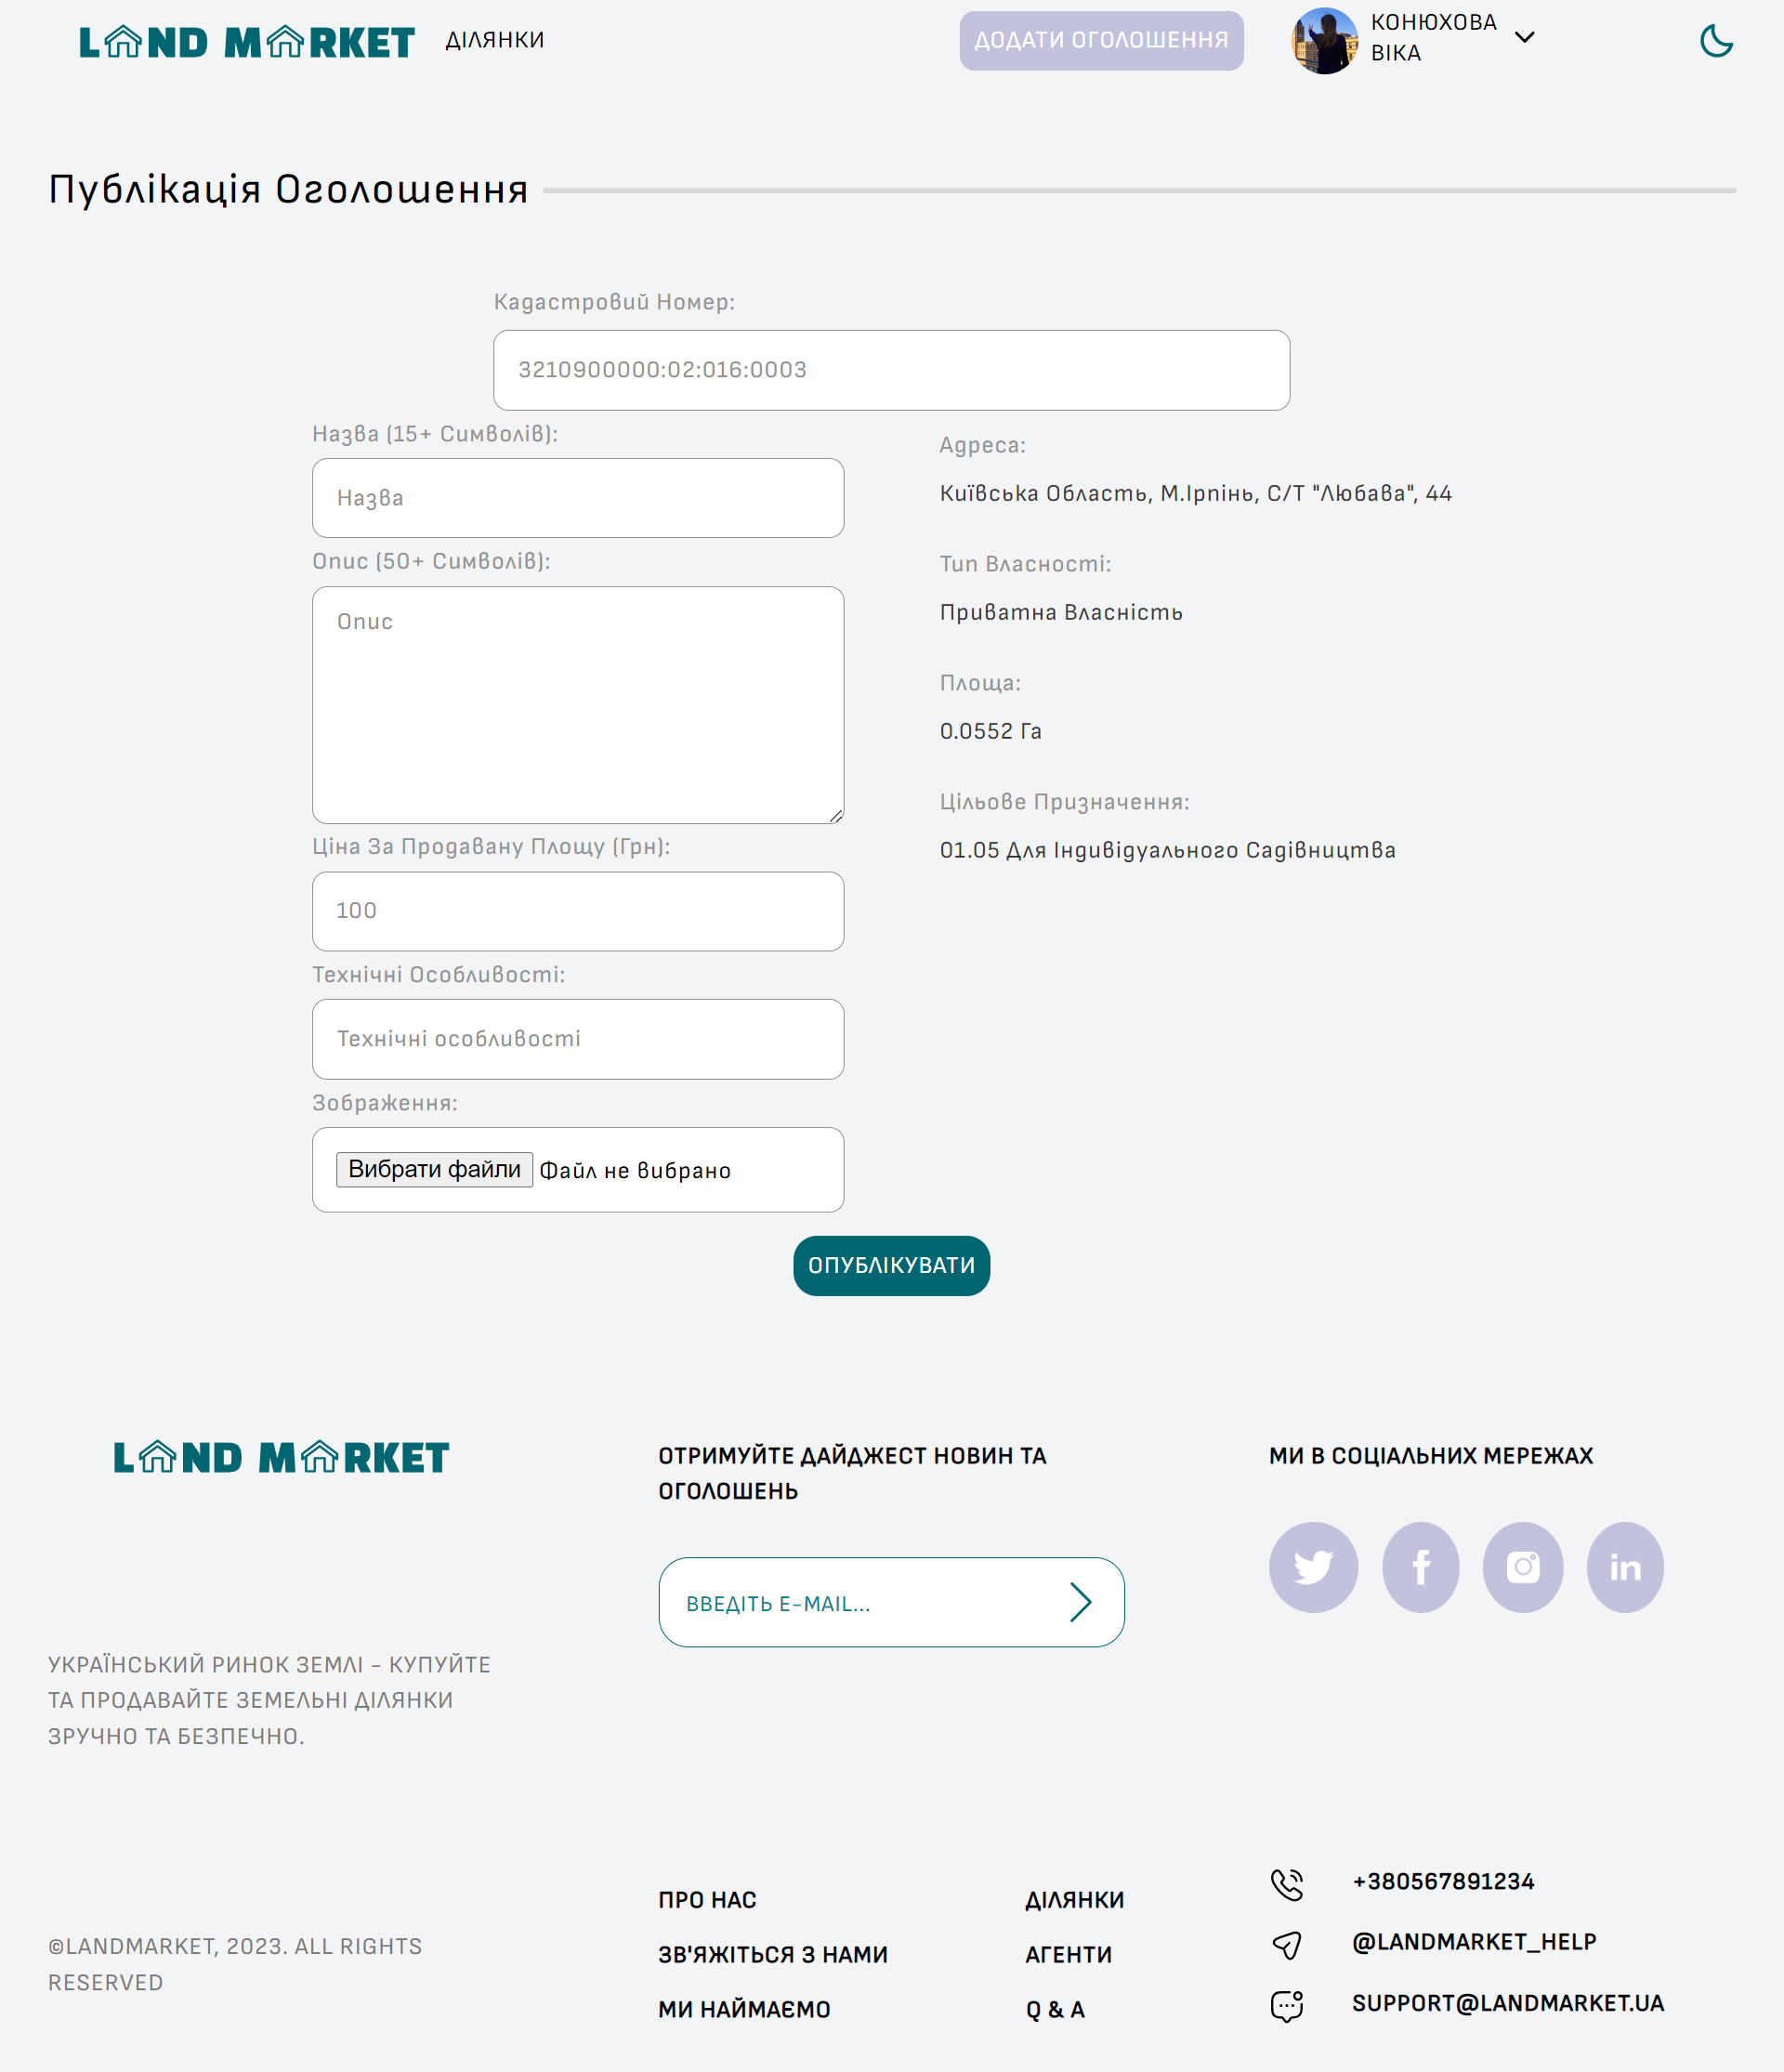 LAND MARKET
ДІЛЯНКИ
ДОДАТИ ОГОЛОШЕННЯ
КОНЮХОВА
ВІКА
Публікація Оголошення
Кадастровий Номер:
3210900000:02:016:0003
Назва (15+ Символів):
Назва
Опис (50+ Символів):
Опис
Ціна За Продавану Площу (Грн):
100
Технічні Особливості:
Технічні особливості
Зображення:
Вибрати файли Файл не вибрано
Адреса:
Київська Область, М.Ірпінь, С/Т "Любава", 44
Тип Власності:
Приватна Власність
Площа:
0.0552 Га
Цільове Призначення:
01.05 Для Індивідуального Садівництва
ОПУБЛІКУВАТИ
LAND MARKET
УКРАЇНСЬКИЙ РИНОК ЗЕМЛІ - КУПУЙТЕ
ТА ПРОДАВАЙТЕ ЗЕМЕЛЬНІ ДІЛЯНКИ
ЗРУЧНО ТА БЕЗПЕЧНО.
ОТРИМУЙТЕ ДАЙДЖЕСТ НОВИН ТА
ОГОЛОШЕНЬ
ВВЕДІТЬ E-MAIL...
МИ В СОЦІАЛЬНИХ МЕРЕЖАХ
©LANDMARKET, 2023. ALL RIGHTS
RESERVED
ПРО НАС
ЗВ'ЯЖІТЬСЯ З НАМИ
МИ НАЙМАЄМО
ДІЛЯНКИ
АГЕНТИ
Q & A
+380567891234
@LANDMARKET_HELP
SUPPORT@LANDMARKET.UA